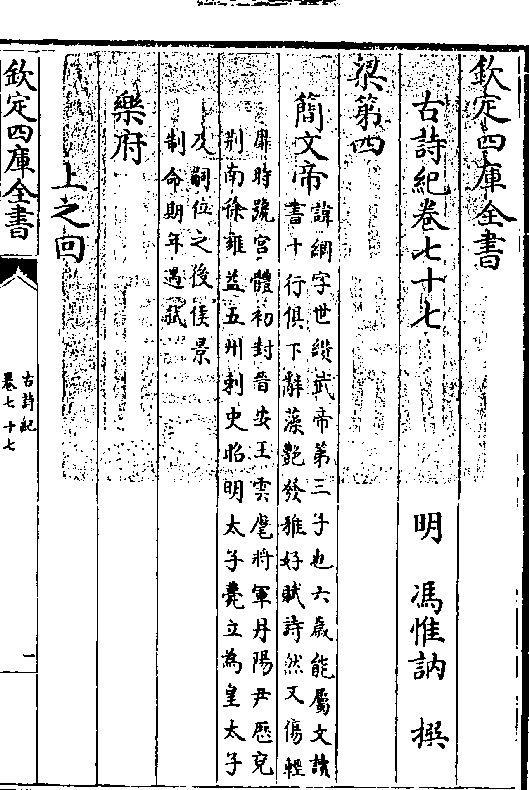 欽定四庫全書
古詩紀卷七十七
明 馮惟訥 撰
梁第四
簡文帝
諱綱字世纉武帝第三子也六歲能屬文讀
書十行俱下辭藻艷發雅好賦詩然又傷輕
靡時號宮體初封晉安王雲麾將軍丹陽尹歴兖
荆南徐雍益五州刺史昭明太子薨立為皇太子
及嗣位之後侯景
制命期年遇弑
樂府
上之回
欽定四庫全書
古詩紀
卷七十七
一